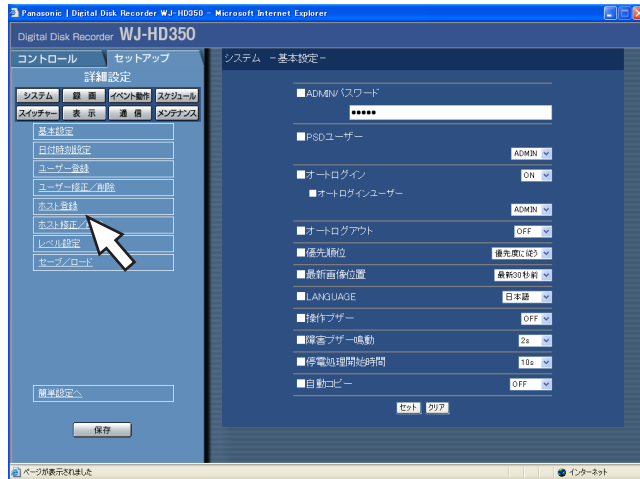 Panasonic | Digital Disk Recorder WJ-HD350 - Microsoft Internet Explorer
Digital Disk Recorder WJ-HD350
コントロール
セットアップ
システム －基本設定－
詳細設定
システム
録 画
イベント動作
スケジュール
スイッチャー
表 示
通 信
メンテナンス
基本設定
日付時刻設定
ユーザー登録
ユーザー修正／削除
ホスト登録
ホスト修正／
レベル設定
セーブ／ロード
簡単設定へ
保存
■ADMINパスワード
●●●●●
■PSDユーザー
ADMIN
■オートログイン
ON
■オートログインユーザー
ADMIN
■オートログアウト
OFF
■優先順位
優先度に従う
■最新画像位置
最新30秒前
■LANGUAGE
日本語
■操作ブザー
OFF
■障害ブザー鳴動
2s
■停電処理開始時間
10s
■自動コピー
OFF
セット
クリア
ページが表示されました
インターネット